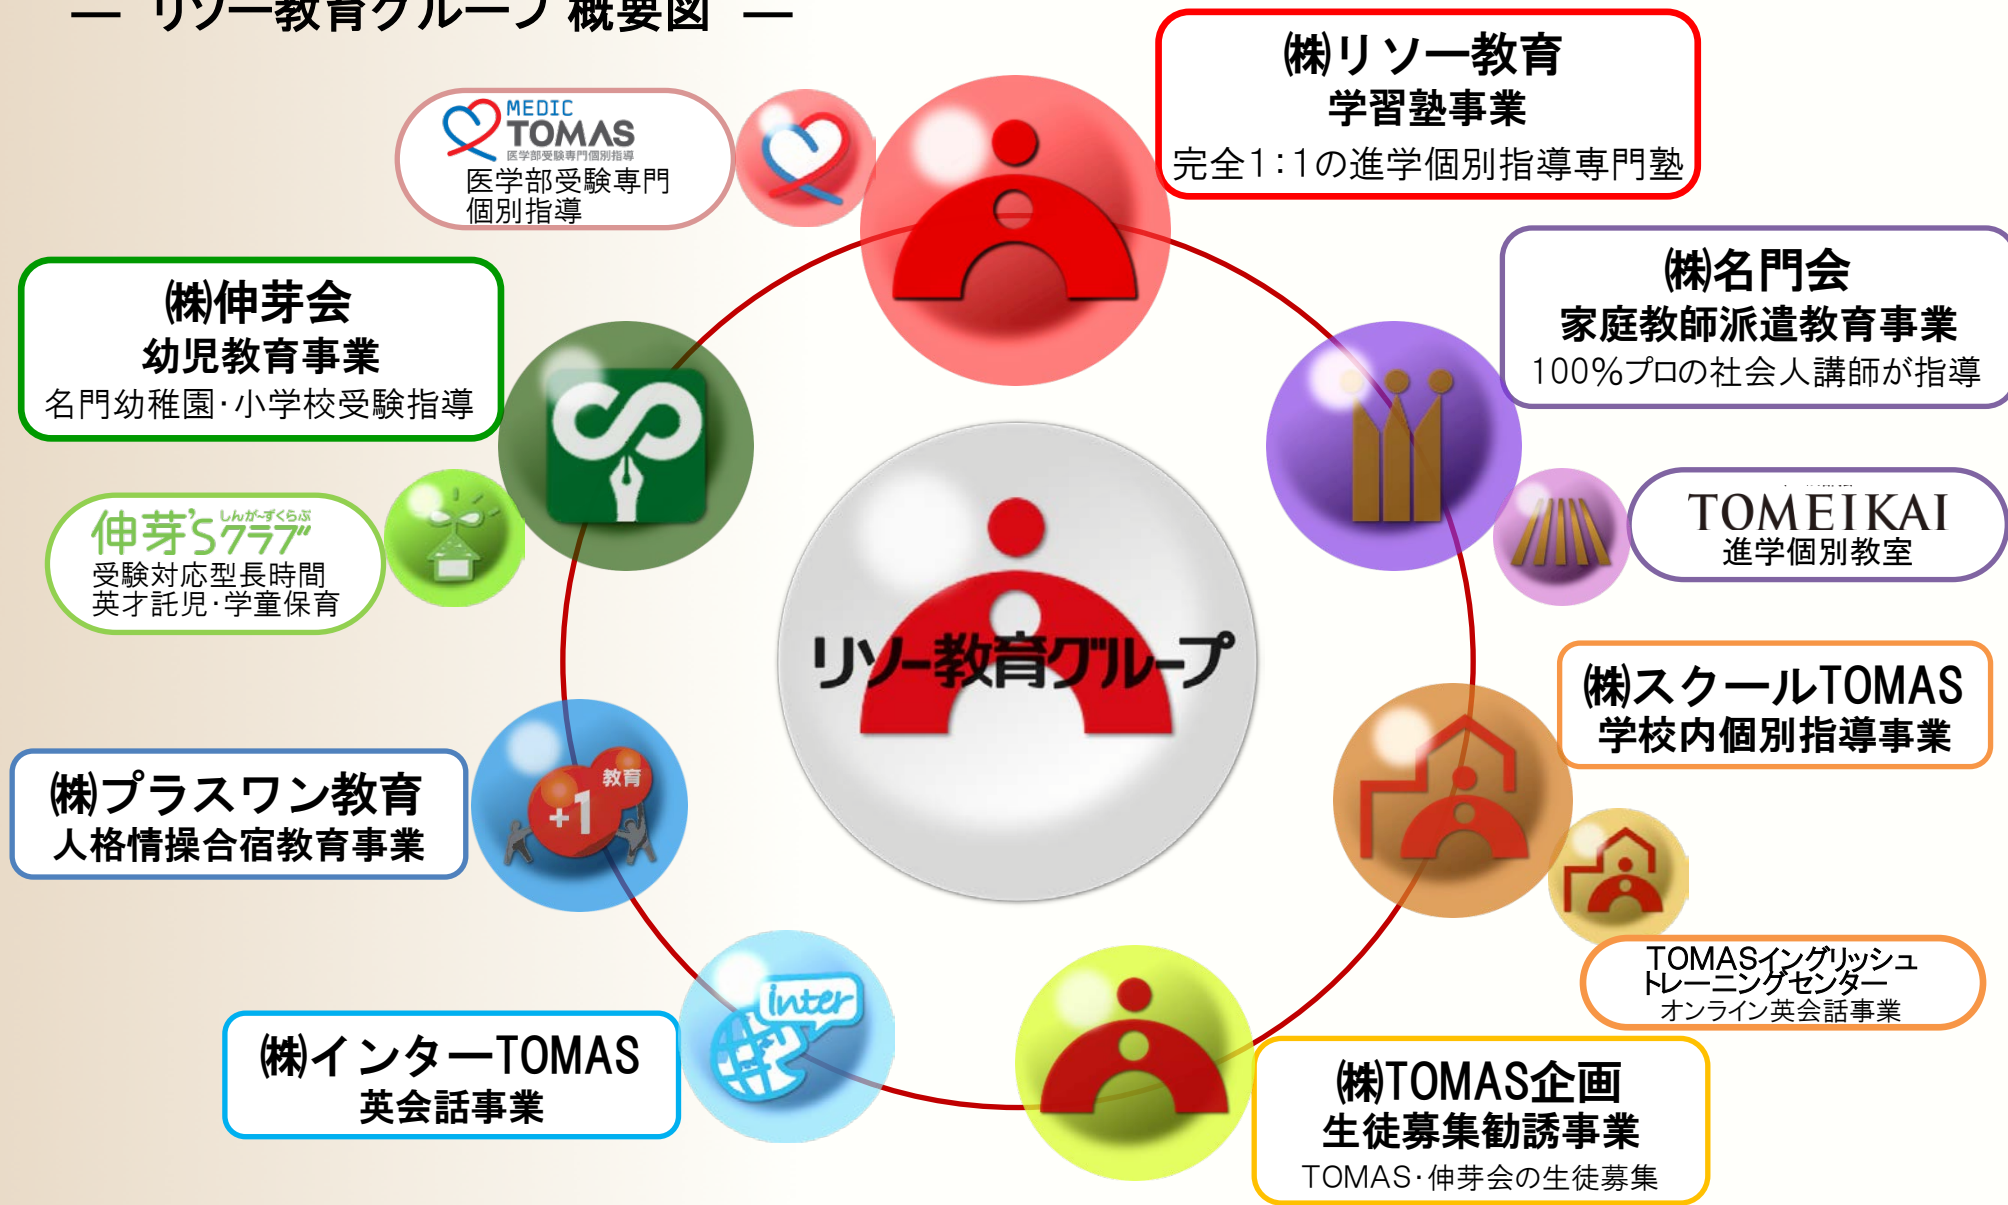 ― リソー教育グループ 概要図 ―
㈱リソー教育
学習塾事業
完全1:1の進学個別指導専門塾
MEDIC
TOMAS
医学部受験専門個別指導
医学部受験専門
個別指導
㈱名門会
家庭教師派遣教育事業
100%プロの社会人講師が指導
㈱伸芽会
幼児教育事業
名門幼稚園・小学校受験指導
TOMEIKAI
進学個別教室
しんが~ずくらぶ
伸芽'Sクラブ
受験対応型長時間
英才託児・学童保育
リソー教育グループ
㈱スクールTOMAS
学校内個別指導事業
㈱プラスワン教育
人格情操合宿教育事業
教育
+1
TOMASイングリッシュ
トレーニングセンター
オンライン英会話事業
inter
㈱インターTOMAS
英会話事業
㈱TOMAS企画
生徒募集勧誘事業
TOMAS・伸芽会の生徒募集